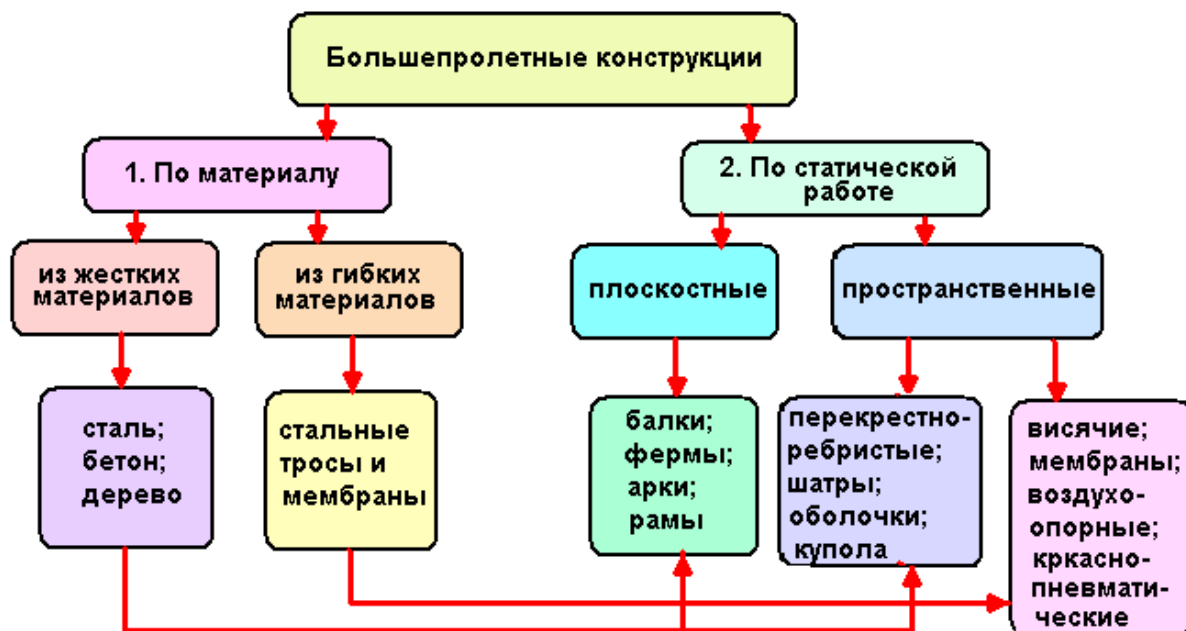 Большепролетные конструкции
1. По материалу
2. По статической
работе
из жестких
материалов
из гибких
материалов
плоскостные
пространственные
сталь;
бетон;
дерево
стальные
тросы и
мембраны
балки;
фермы;
арки;
рамы
перекрестно-
ребристые;
шатры;
оболочки;
купола
висячие;
мембраны;
воздухо-
опорные;
кркасно-
пневмати-
ческие